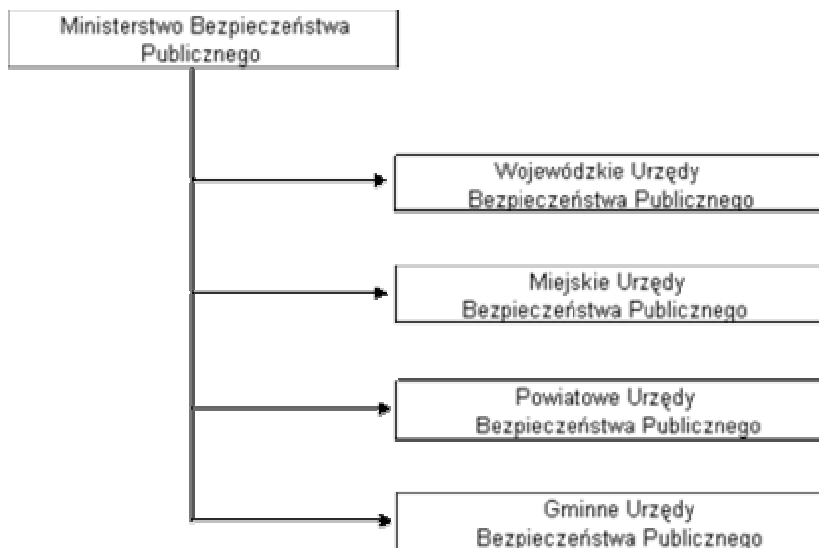 Ministerstwo Bezpieczeństwa
Publicznego
Wojewódzkie Urzędy
Bezpieczeństwa Publicznego
Miejskie Urzędy
Bezpieczeństwa Publicznego
Powiatowe Urzędy
Bezpieczeństwa Publicznego
Gminne Urzędy
Bezpieczeństwa Publicznego